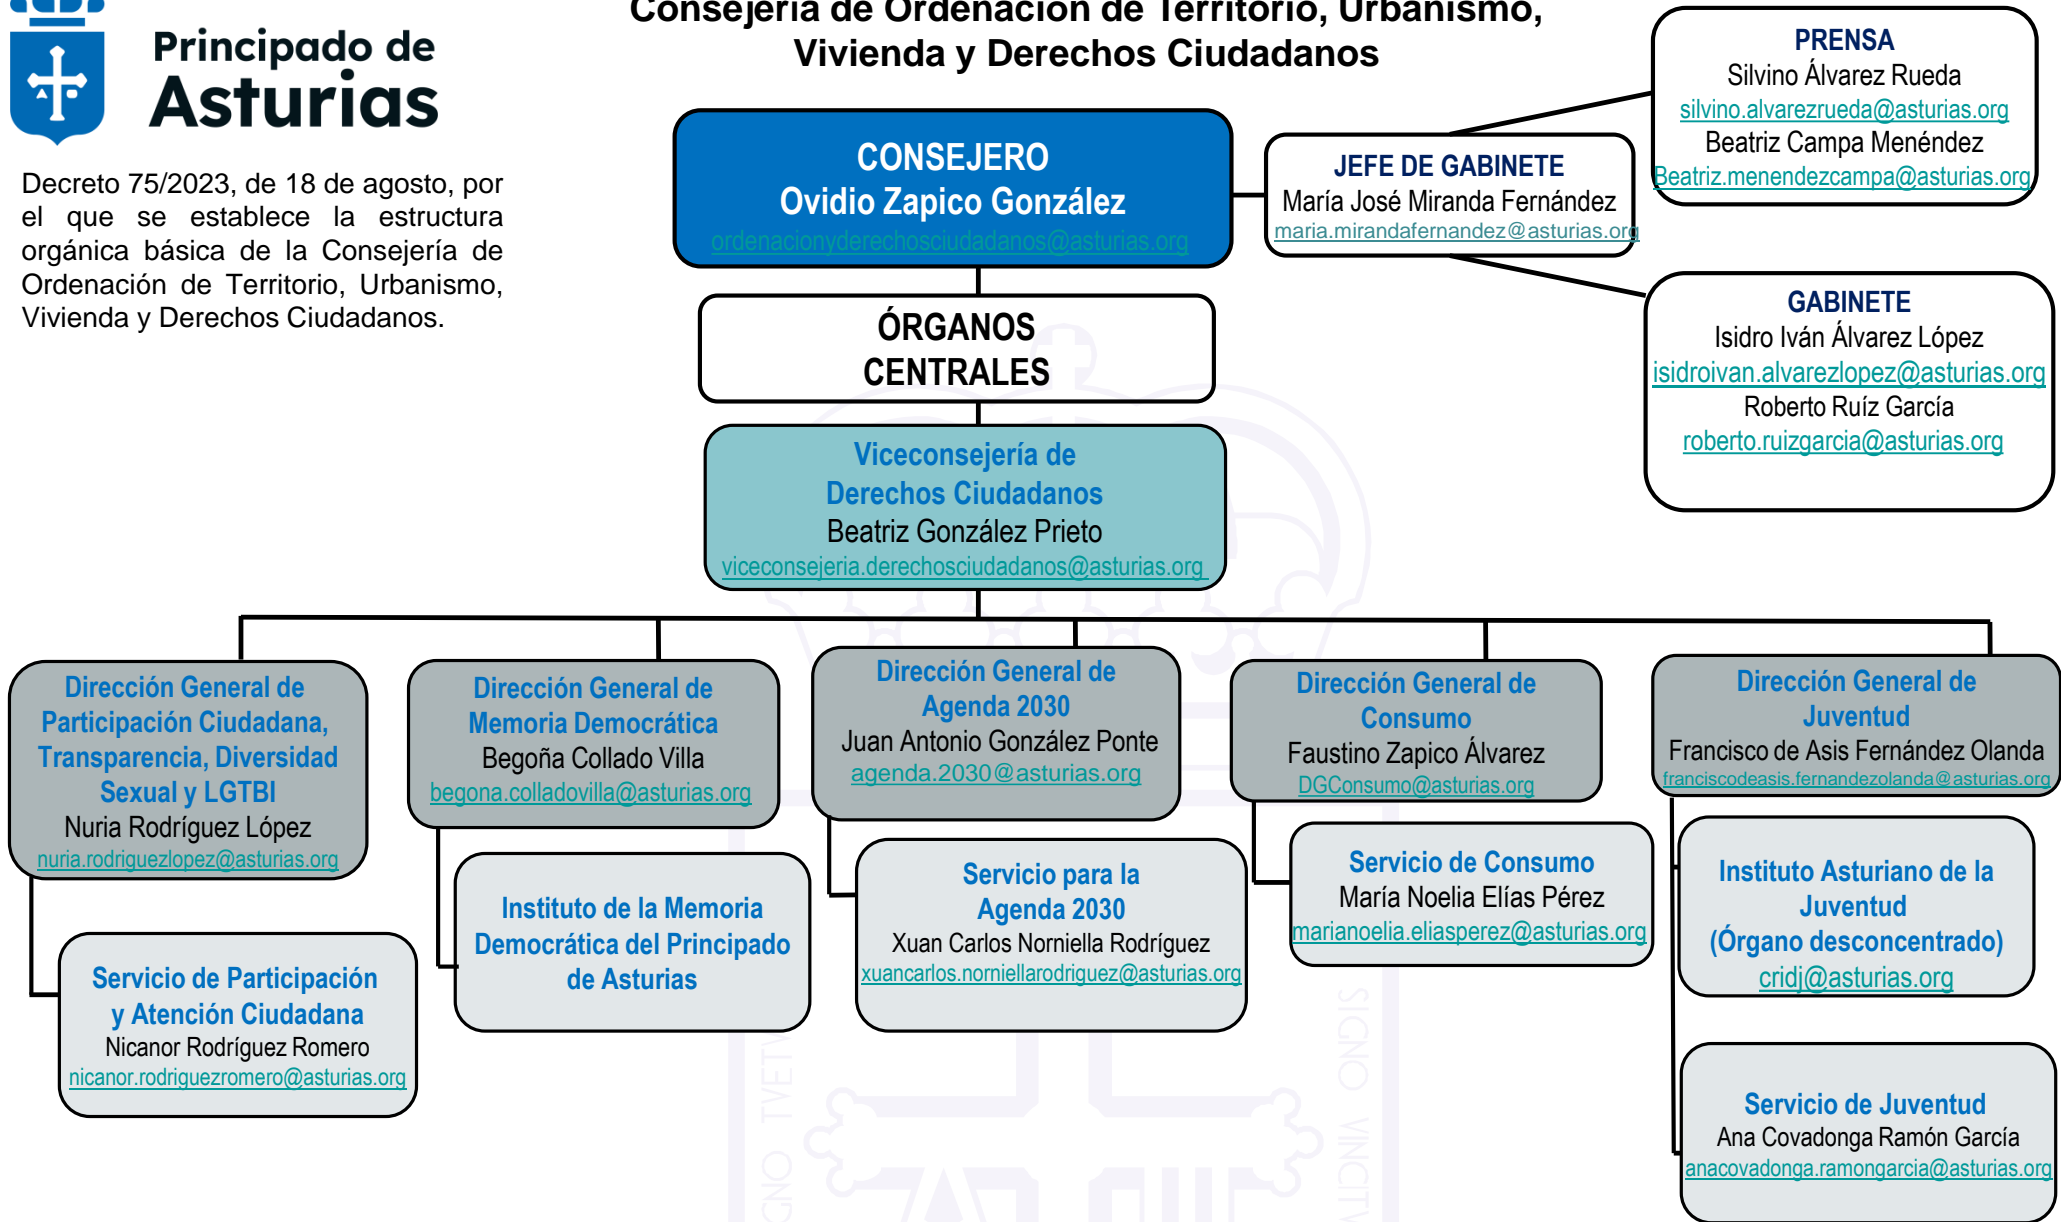 Consejería de Ordenación de Territorio, Urbanismo,
Vivienda y Derechos Ciudadanos
Principado de
Asturias
Decreto 75/2023, de 18 de agosto, por
el que se establece la estructura
orgánica básica de la Consejería de
Ordenación de Territorio, Urbanismo,
Vivienda y Derechos Ciudadanos.
CONSEJERO
Ovidio Zapico González
ordenacionyderechosciudadanos@asturias.org
JEFE DE GABINETE
María José Miranda Fernández
maria.mirandafernandez@asturias.org
PRENSA
Silvino Álvarez Rueda
silvino.alvarezrueda@asturias.org
Beatriz Campa Menéndez
Beatriz.menendezcampa@asturias.org
GABINETE
Isidro Iván Álvarez López
isidroivan.alvarezlopez@asturias.org
Roberto Ruíz García
roberto.ruizgarcia@asturias.org
ÓRGANOS
CENTRALES
Viceconsejería de
Derechos Ciudadanos
Beatriz González Prieto
viceconsejeria.derechosciudadanos@asturias.org
Dirección General de
Participación Ciudadana,
Transparencia, Diversidad
Sexual y LGTBI
Nuria Rodríguez López
nuria.rodriguezlopez@asturias.org
Servicio de Participación
y Atención Ciudadana
Nicanor Rodríguez Romero
nicanor.rodriguezromero@asturias.org
Dirección General de
Memoria Democrática
Begoña Collado Villa
begona.colladovilla@asturias.org
Instituto de la Memoria
Democrática del Principado
de Asturias
Dirección General de
Agenda 2030
Juan Antonio González Ponte
agenda.2030@asturias.org
Servicio para la
Agenda 2030
Xuan Carlos Norniella Rodríguez
xuancarlos.norniellarodriguez@asturias.org
Dirección General de
Consumo
Faustino Zapico Álvarez
DGConsumo@asturias.org
Servicio de Consumo
María Noelia Elías Pérez
marianoelia.eliasperez@asturias.org
Dirección General de
Juventud
Francisco de Asis Fernández Olanda
franciscodeasis.fernandezolanda@asturias.org
Instituto Asturiano de la
Juventud
(Órgano desconcentrado)
cridj@asturias.org
Servicio de Juventud
Ana Covadonga Ramón García
anacovadonga.ramongarcia@asturias.org
SIGNO VINCITV